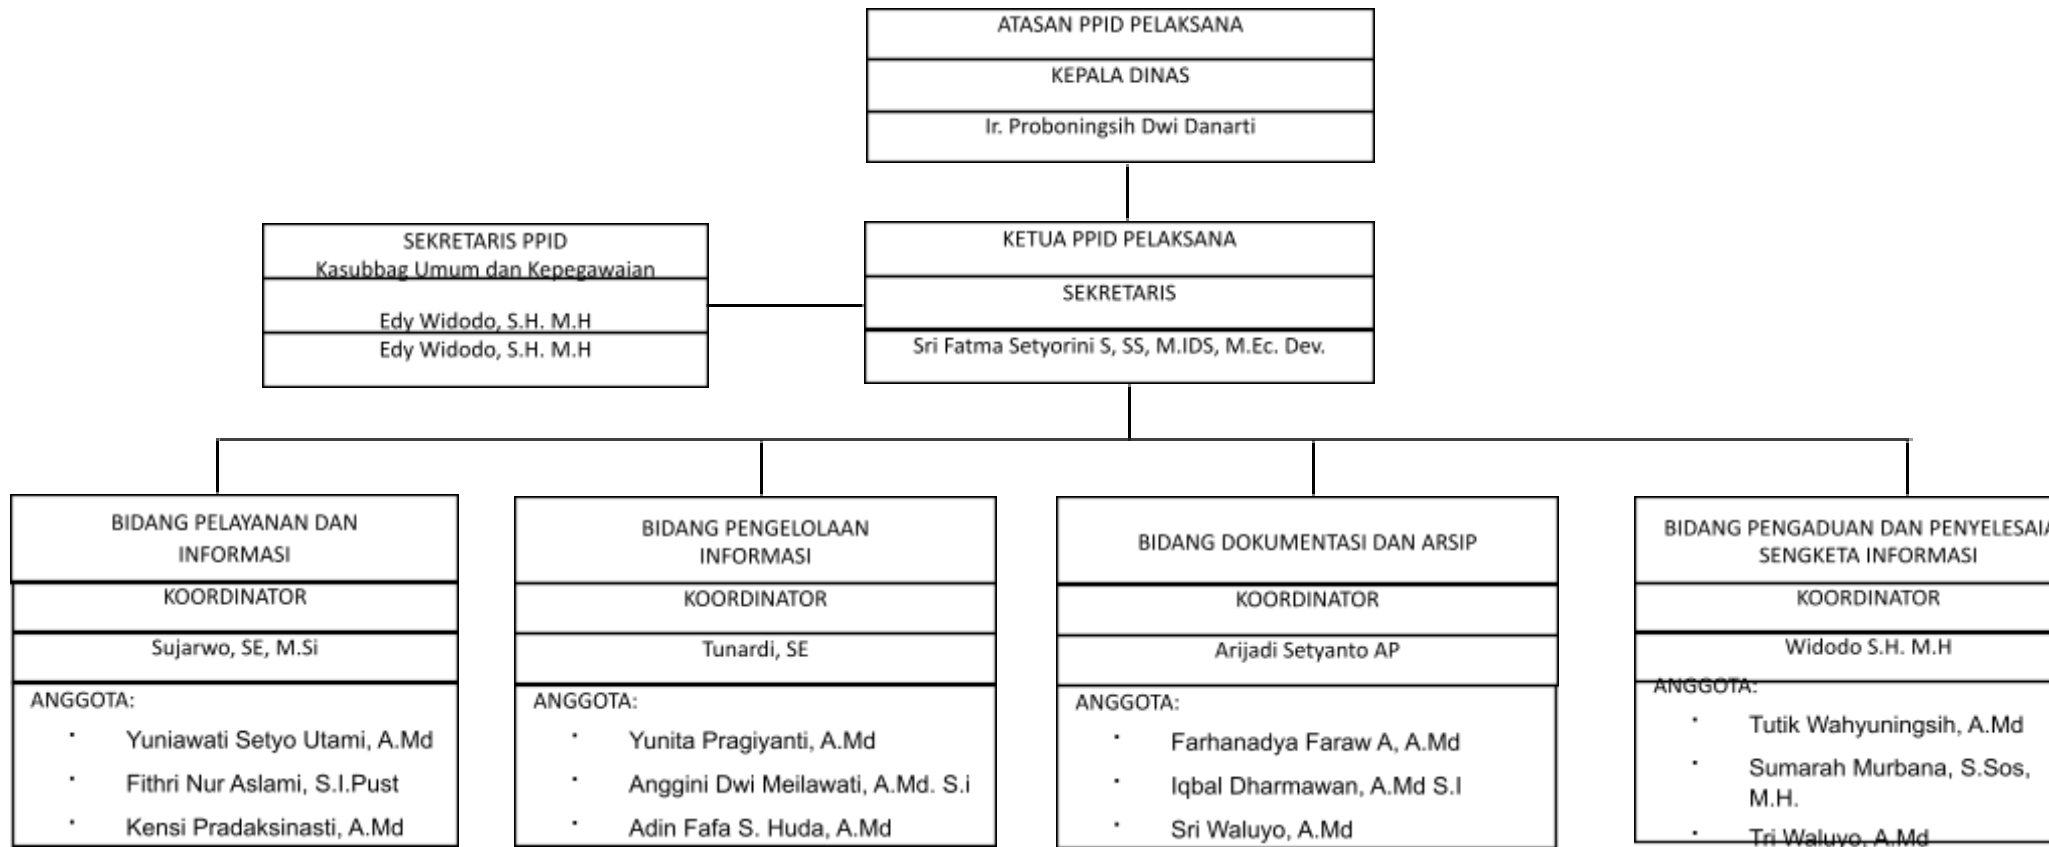 ATASAN PPID PELAKSANA
KEPALA DINAS
Ir. Proboningsih Dwi Danarti
SEKRETARIS PPID
Kasubbag Umum dan Kepegawaian
Edy Widodo, S.H. M.H
Edy Widodo, S.H. M.H
KETUA PPID PELAKSANA
SEKRETARIS
Sri Fatma Setyorini S, SS, M.IDS, M.Ec. Dev.
BIDANG PELAYANAN DAN
INFORMASI
KOORDINATOR
Sujarwo, SE, M.Si
ANGGOTA:
Yuniawati Setyo Utami, A.Md
Fithri Nur Aslami, S.I.Pust
Kensi Pradaksinasti, A.Md
BIDANG PENGELOLAAN
INFORMASI
KOORDINATOR
Tunardi, SE
ANGGOTA:
Yunita Pragiyanti, A.Md
Anggini Dwi Meilawati, A.Md. S.i
Adin Fafa S. Huda, A.Md
BIDANG DOKUMENTASI DAN ARSIP
KOORDINATOR
Arijadi Setyanto AP
ANGGOTA:
Farhanadya Faraw A, A.Md
Iqbal Dharmawan, A.Md S.I
Sri Waluyo, A.Md
BIDANG PENGADUAN DAN PENYELESAIA
SENGKETA INFORMASI
KOORDINATOR
Widodo S.H. M.H
ANGGOTA:
Tutik Wahyuningsih, A.Md
Sumarah Murbana, S.Sos,
M.H.
Tri Waluyo, A.Md